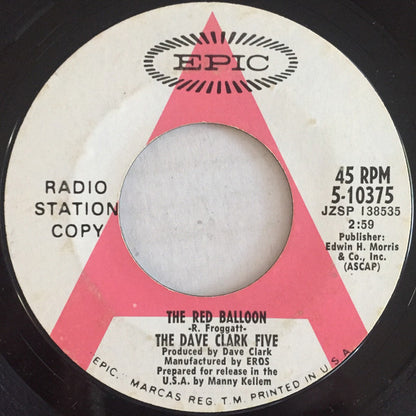 EPIC
RADIO
STATION
COPY
45 RPM
5-10375
JZSP 138535
2:59
Publisher:
Edwin H. Morris
& Co., Inc.
(ASCAP)
THE RED BALLOON
-R. Froggatt-
THE DAVE CLARK FIVE
Produced by Dave Clark
Manufactured by EROS
Prepared for release in the
U.S.A. by Manny Kellem
EPIC. MARCAS REG. T.M. PRINTED IN U.S.A.